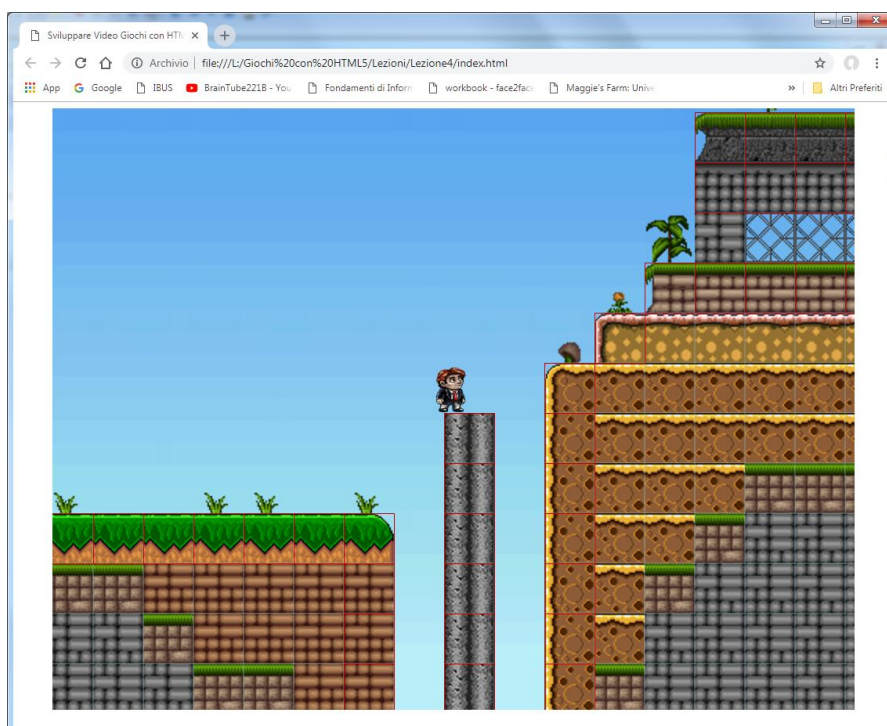 Sviluppare Video Giochi con HTM
Archivio | file:///L:/Giochi%20con%20HTML5/Lezioni/Lezione4/index.html
App Google IBUS BrainTube221B - You Fondamenti di Inform workbook - face2face Maggie's Farm: Unive » Altri Preferiti